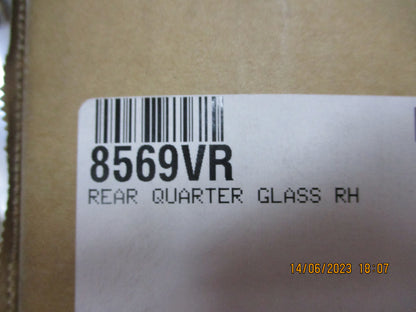 8569VR
REAR QUARTER GLASS RH
14/06/2023 18:07